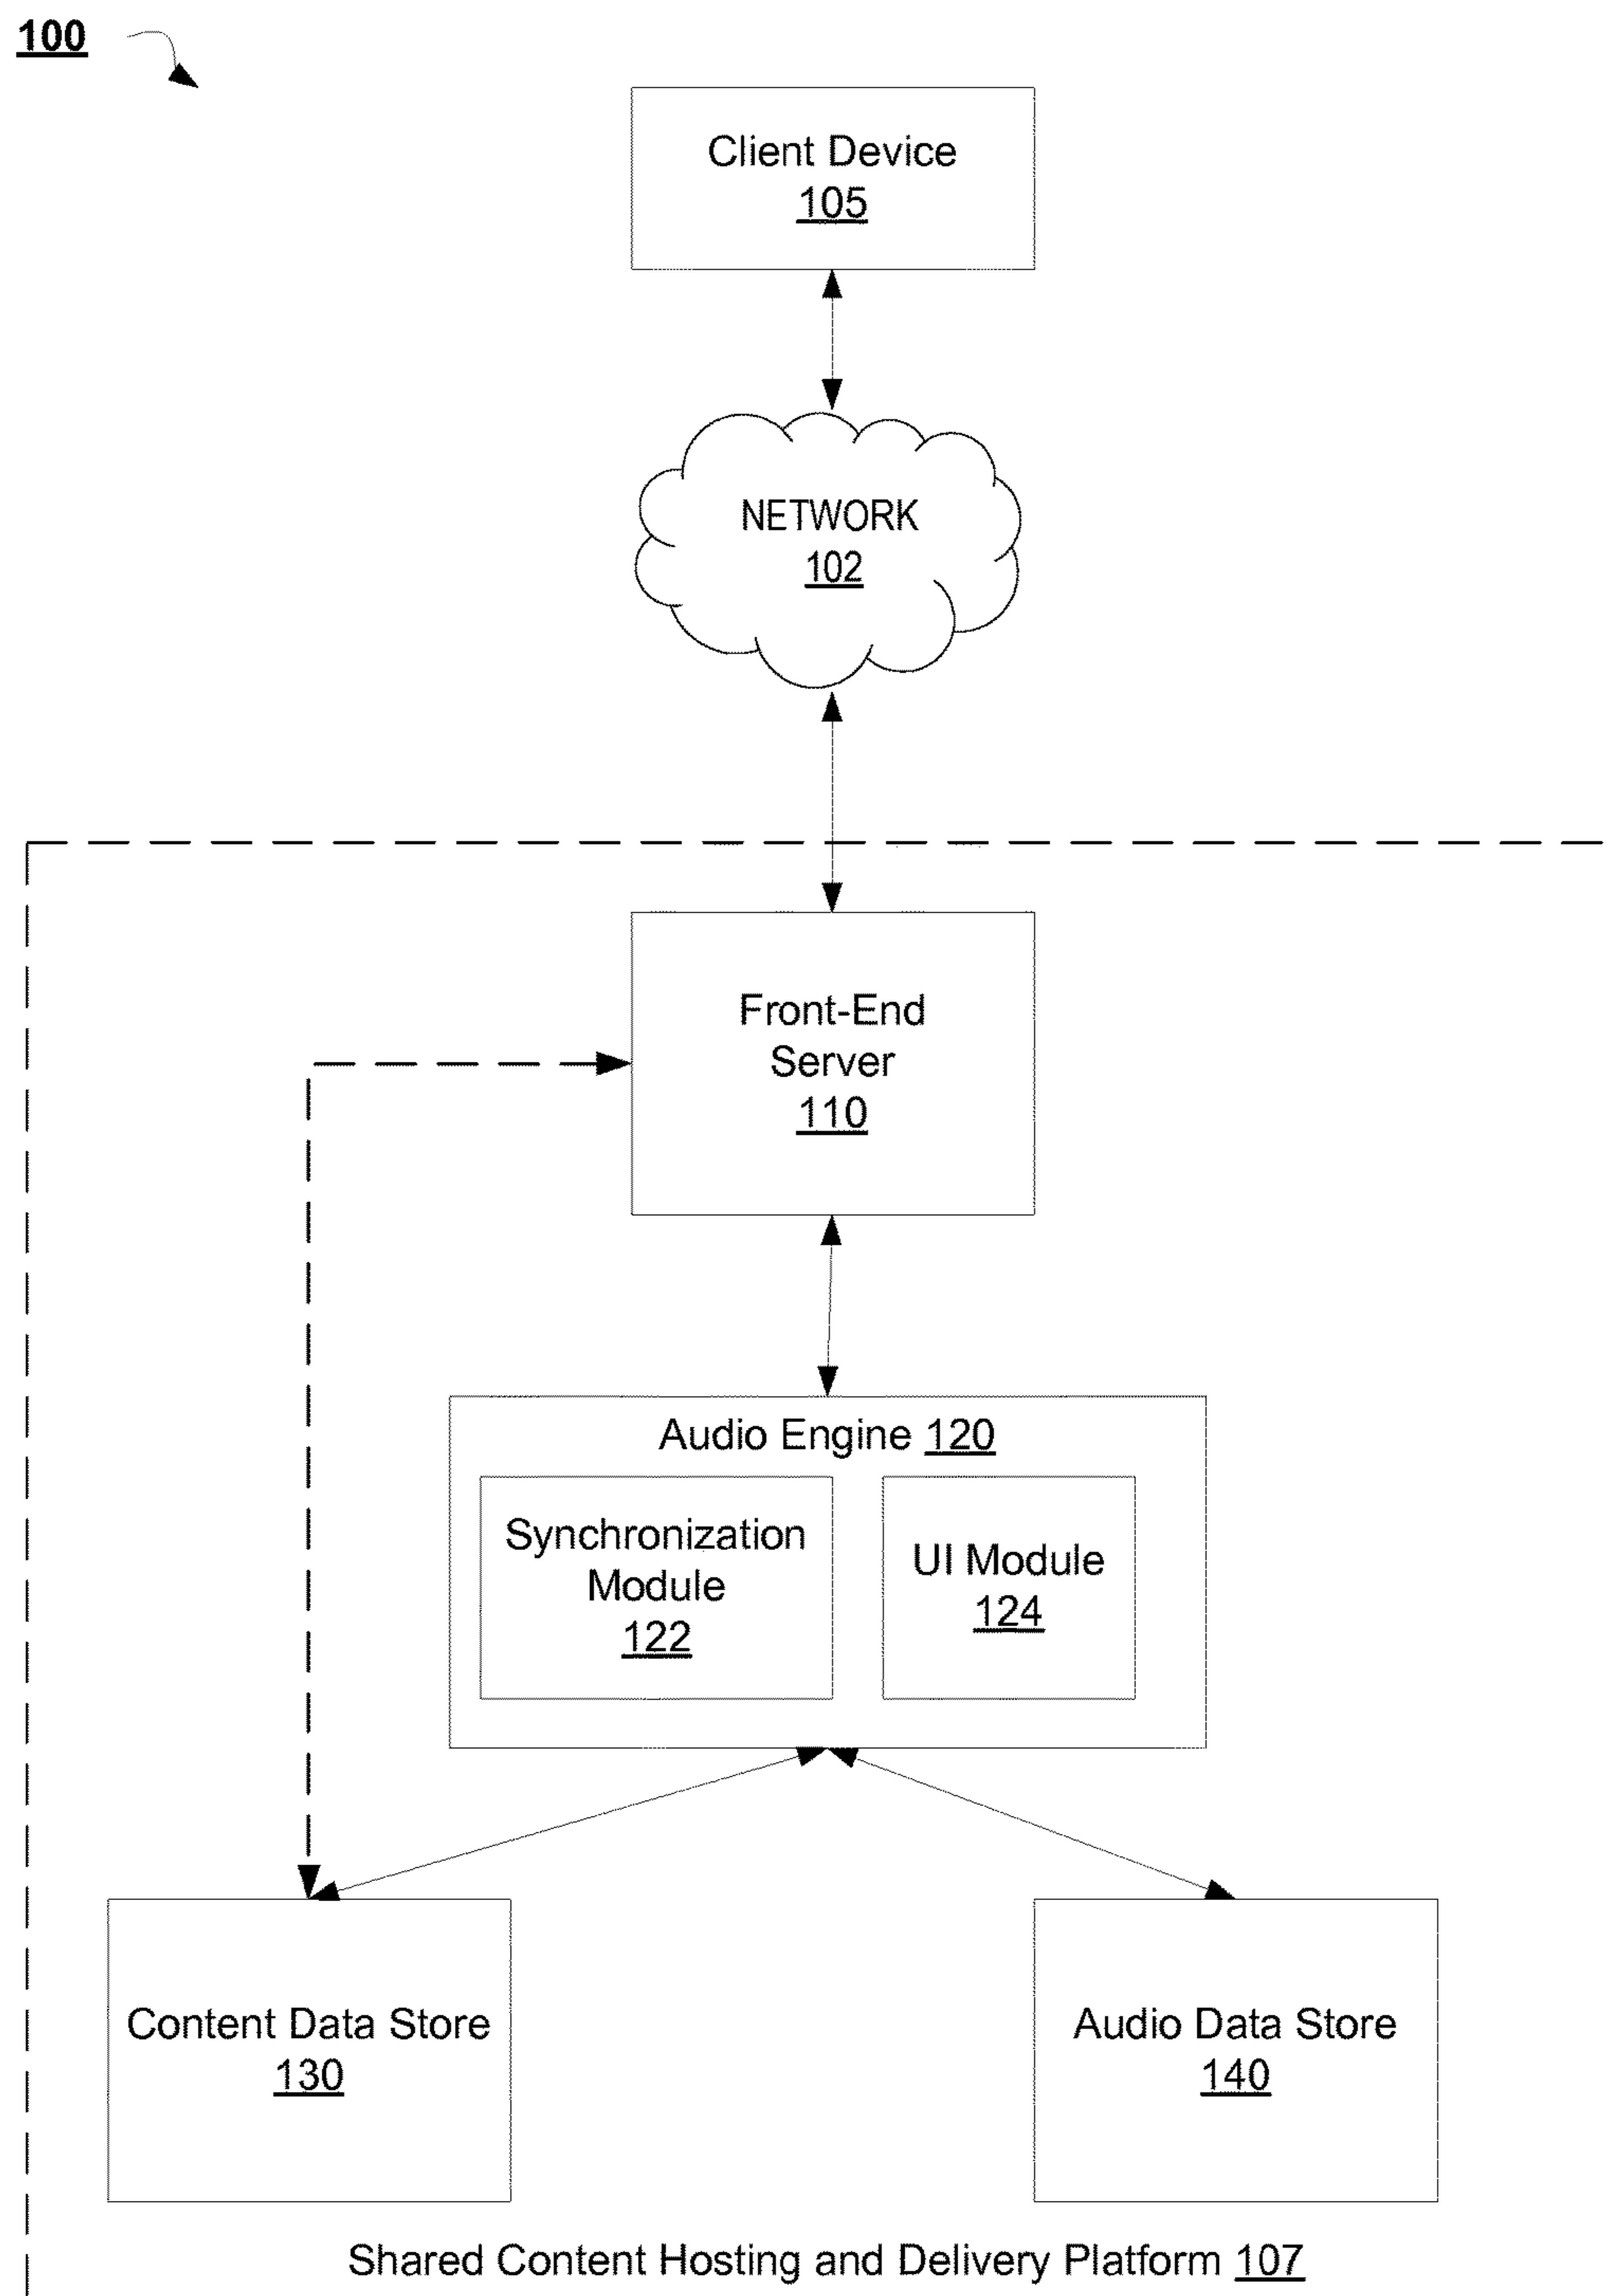 100
Client Device
105
NETWORK
102
Front-End
Server
110
Audio Engine 120
Synchronization
Module
122
UI Module
124
Content Data Store
130
Audio Data Store
140
Shared Content Hosting and Delivery Platform 107